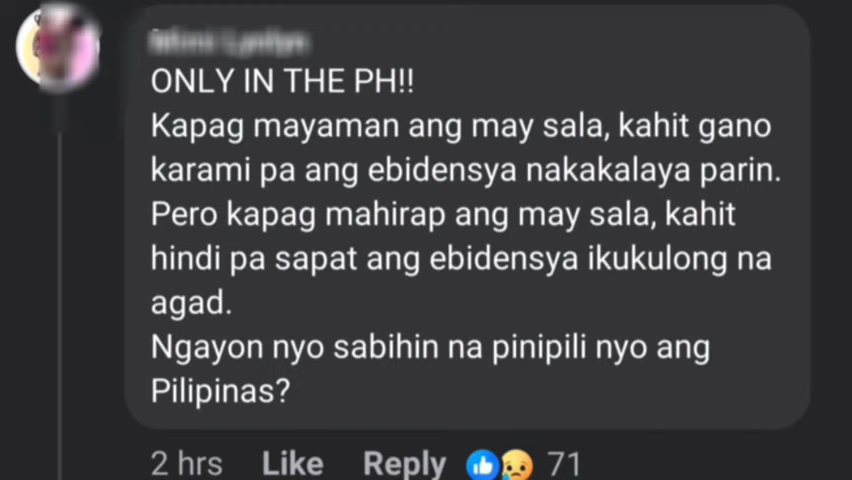 ONLY IN THE PH!!
Kapag mayaman ang may sala, kahit gano
karami pa ang ebidensya nakakalaya parin.
Pero kapag mahirap ang may sala, kahit
hindi pa sapat ang ebidensya ikukulong na
agad.
Ngayon nyo sabihin na pinipili nyo ang
Pilipinas?
2 hrs Like Reply 71